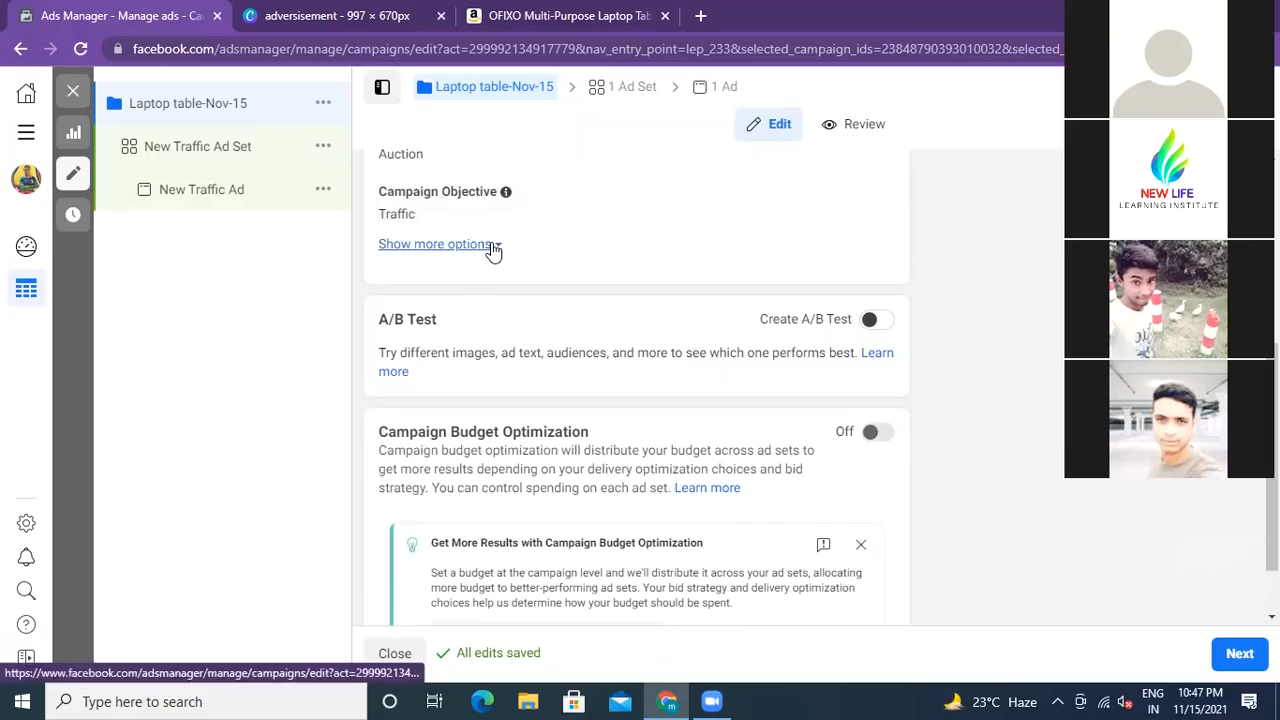 Ads Manager - Manage ads - Camp
advertisement - 997 × 670px
OFIXO Multi-Purpose Laptop Tabl
facebook.com/adsmanager/manage/campaigns/edit?act=299992134917779&nav_entry_point=lep_233&selected_campaign_ids=23848790393010032&selected_
Laptop table-Nov-15
New Traffic Ad Set
New Traffic Ad
Laptop table-Nov-15
1 Ad Set
1 Ad
Edit
Review
Auction
Campaign Objective
Traffic
Show more options
A/B Test
Create A/B Test
Try different images, ad text, audiences, and more to see which one performs best. Learn
more
Campaign Budget Optimization
Off
Campaign budget optimization will distribute your budget across ad sets to
get more results depending on your delivery optimization choices and bid
strategy. You can control spending on each ad set. Learn more
Get More Results with Campaign Budget Optimization
Set a budget at the campaign level and we'll distribute it across your ad sets, allocating
more budget to better-performing ad sets. Your bid strategy and delivery optimization
choices help us determine how your budget should be spent.
Close
All edits saved
Next
https://www.facebook.com/adsmanager/manage/campaigns/edit?act=299992134...
NEW LIFE
LEARNING INSTITUTE
Type here to search
23°C Haze
ENG
IN
10:47 PM
11/15/2021